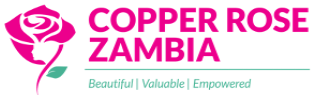 COPPER ROSE
ZAMBIA
Beautiful | Valuable | Empowered